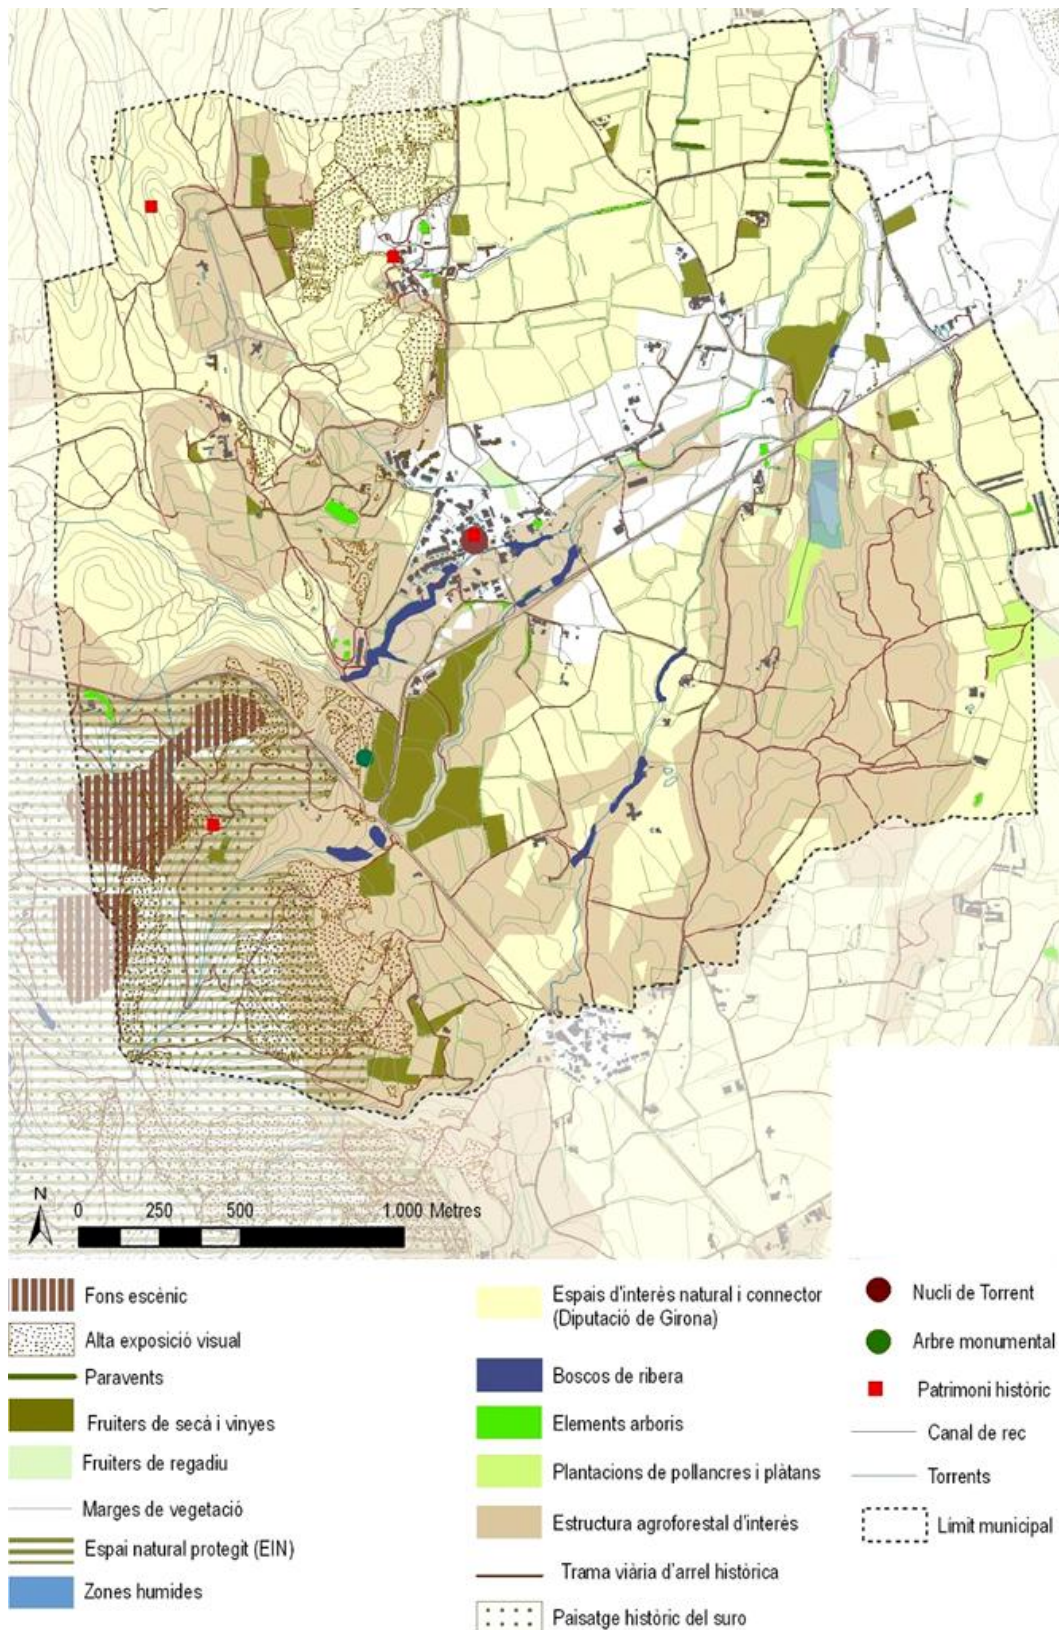 N
0 250 500 1.000 Metres
Fons escènic
Alta exposició visual
Paravents
Fruiters de secà i vinyes
Fruiters de regadiu
Marges de vegetació
Espai natural protegit (EIN)
Zones humides
Espais d'interès natural i connector
(Diputació de Girona)
Boscos de ribera
Elements arboris
Plantacions de pollancres i plàtans
Estructura agroforestal d'interès
Trama viària d'arrel històrica
Paisatge històric del suro
Nucli de Torrent
Arbre monumental
Patrimoni històric
Canal de rec
Torrents
Límit municipal